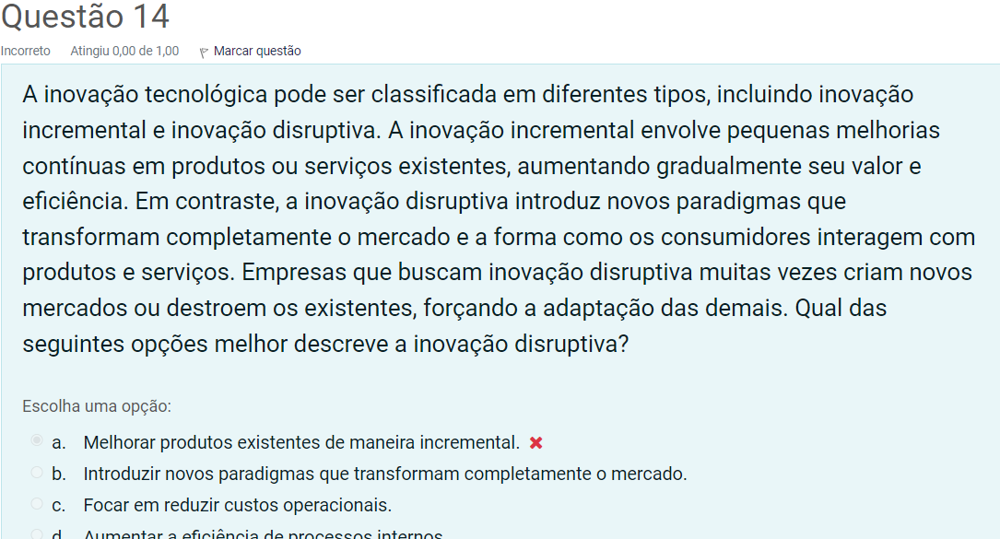 Questão 14
Incorreto Atingiu 0,00 de 1,00 Marcar questão
A inovação tecnológica pode ser classificada em diferentes tipos, incluindo inovação
incremental e inovação disruptiva. A inovação incremental envolve pequenas melhorias
contínuas em produtos ou serviços existentes, aumentando gradualmente seu valor e
eficiência. Em contraste, a inovação disruptiva introduz novos paradigmas que
transformam completamente o mercado e a forma como os consumidores interagem com
produtos e serviços. Empresas que buscam inovação disruptiva muitas vezes criam novos
mercados ou destroem os existentes, forçando a adaptação das demais. Qual das
seguintes opções melhor descreve a inovação disruptiva?
Escolha uma opção:
a. Melhorar produtos existentes de maneira incremental.
b. Introduzir novos paradigmas que transformam completamente o mercado.
c. Focar em reduzir custos operacionais.
d. Aumentar a eficiência de processos internos.